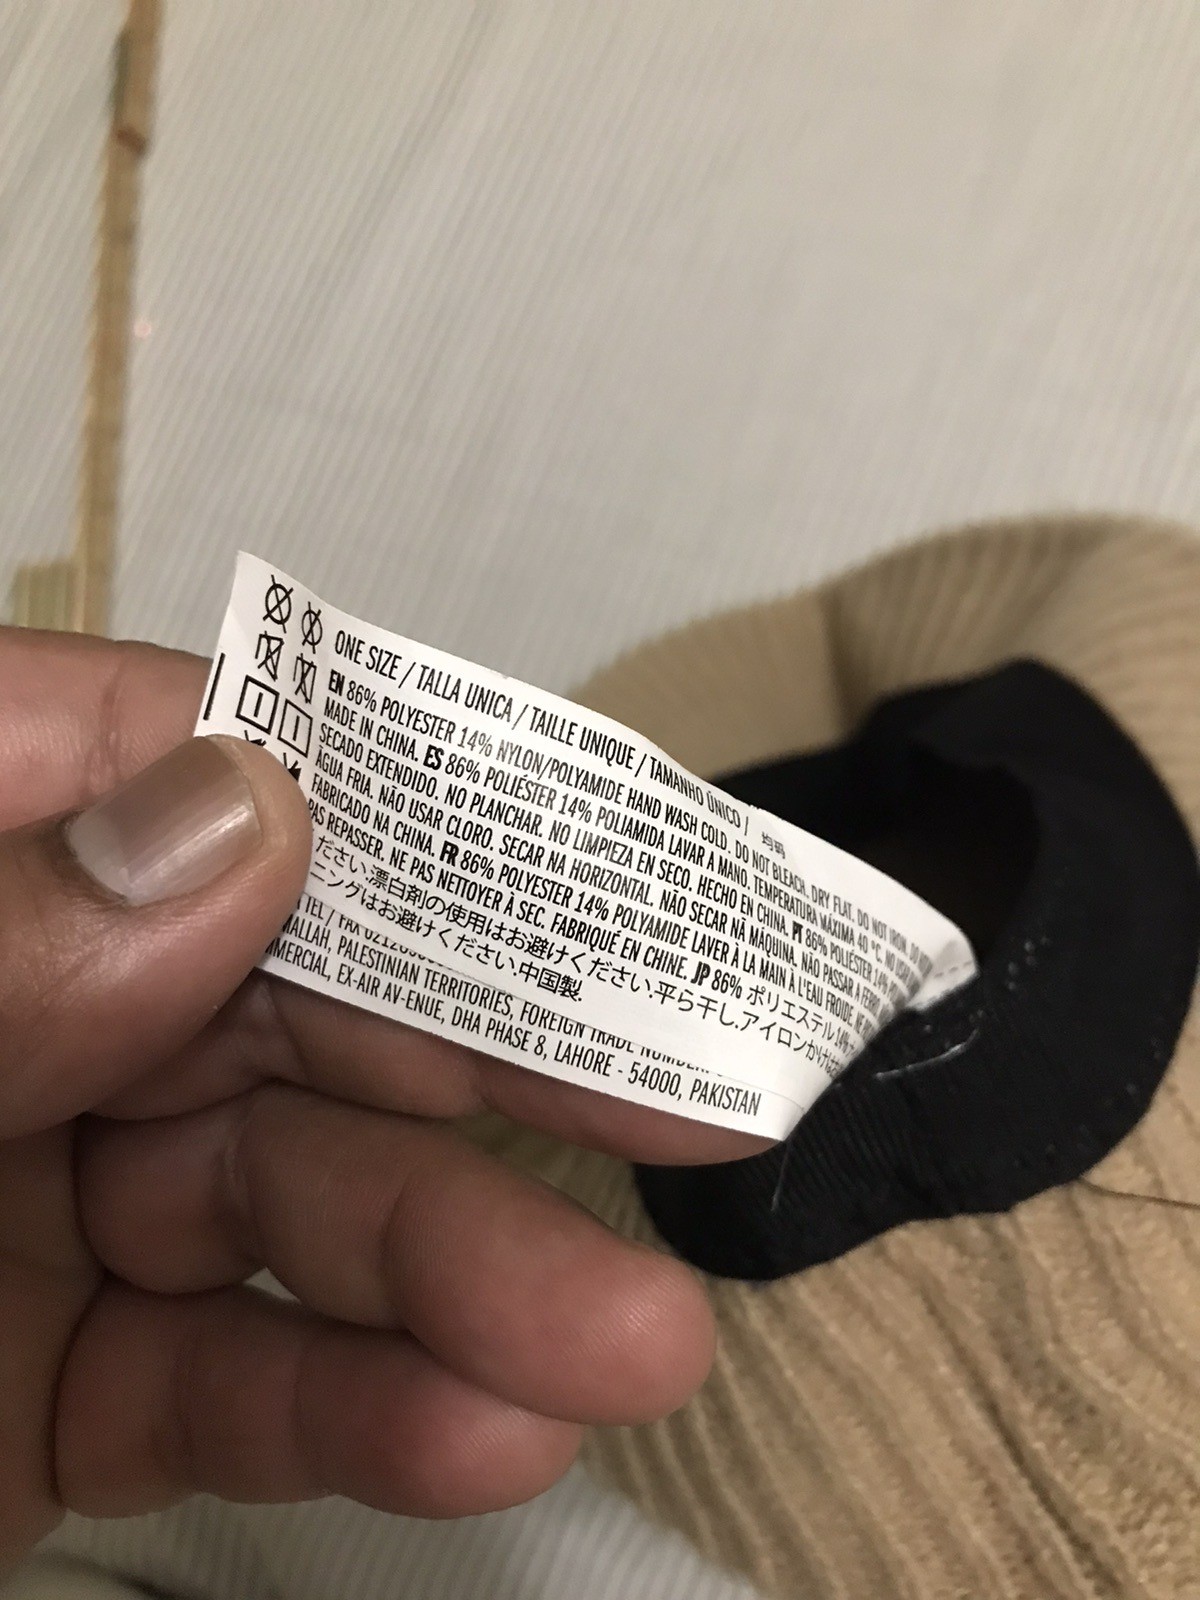 ONE SIZE / TALLA UNICA / TAILLE UNIQUE / TAMANHO ÚNICO / 均码
EN 86% POLYESTER 14% NYLON/POLYAMIDE HAND WASH COLD. DO NOT BLEACH. DRY FLAT. DO NOT IRON. DO
MADE IN CHINA. ES 86% POLIÉSTER 14% POLIAMIDA LAVAR A MANO. TEMPERATURA MÁXIMA 40 °C. NO USAR
SECADO EXTENDIDO. NO PLANCHAR. NO LIMPIEZA EN SECO. HECHO EN CHINA. PT 86% POLIÉSTER 14%
ÁGUA FRIA. NÃO USAR CLORO. SECAR NA HORIZONTAL. NÃO SECAR NÃ MÁQUINA. NÃO PASSAR A FERRO
FABRICADO NA CHINA. FR 86% POLYESTER 14% POLYAMIDE LAVER À LA MAIN À L'EAU FROIDE.
PAS REPASSER. NE PAS NETTOYER À SEC. FABRIQUÉ EN CHINE. JP 86% ポリエステル 14%
ださい.漂白剤の使用はお避けください.平ら干し.アイロンかけは
ニングはお避けください.中国製.
TEL / FAX
MALLAH, PALESTINIAN TERRITORIES, FOREIGN TRADE NUMBER:
MERCIAL, EX-AIR AV-ENUE, DHA PHASE 8, LAHORE - 54000, PAKISTAN